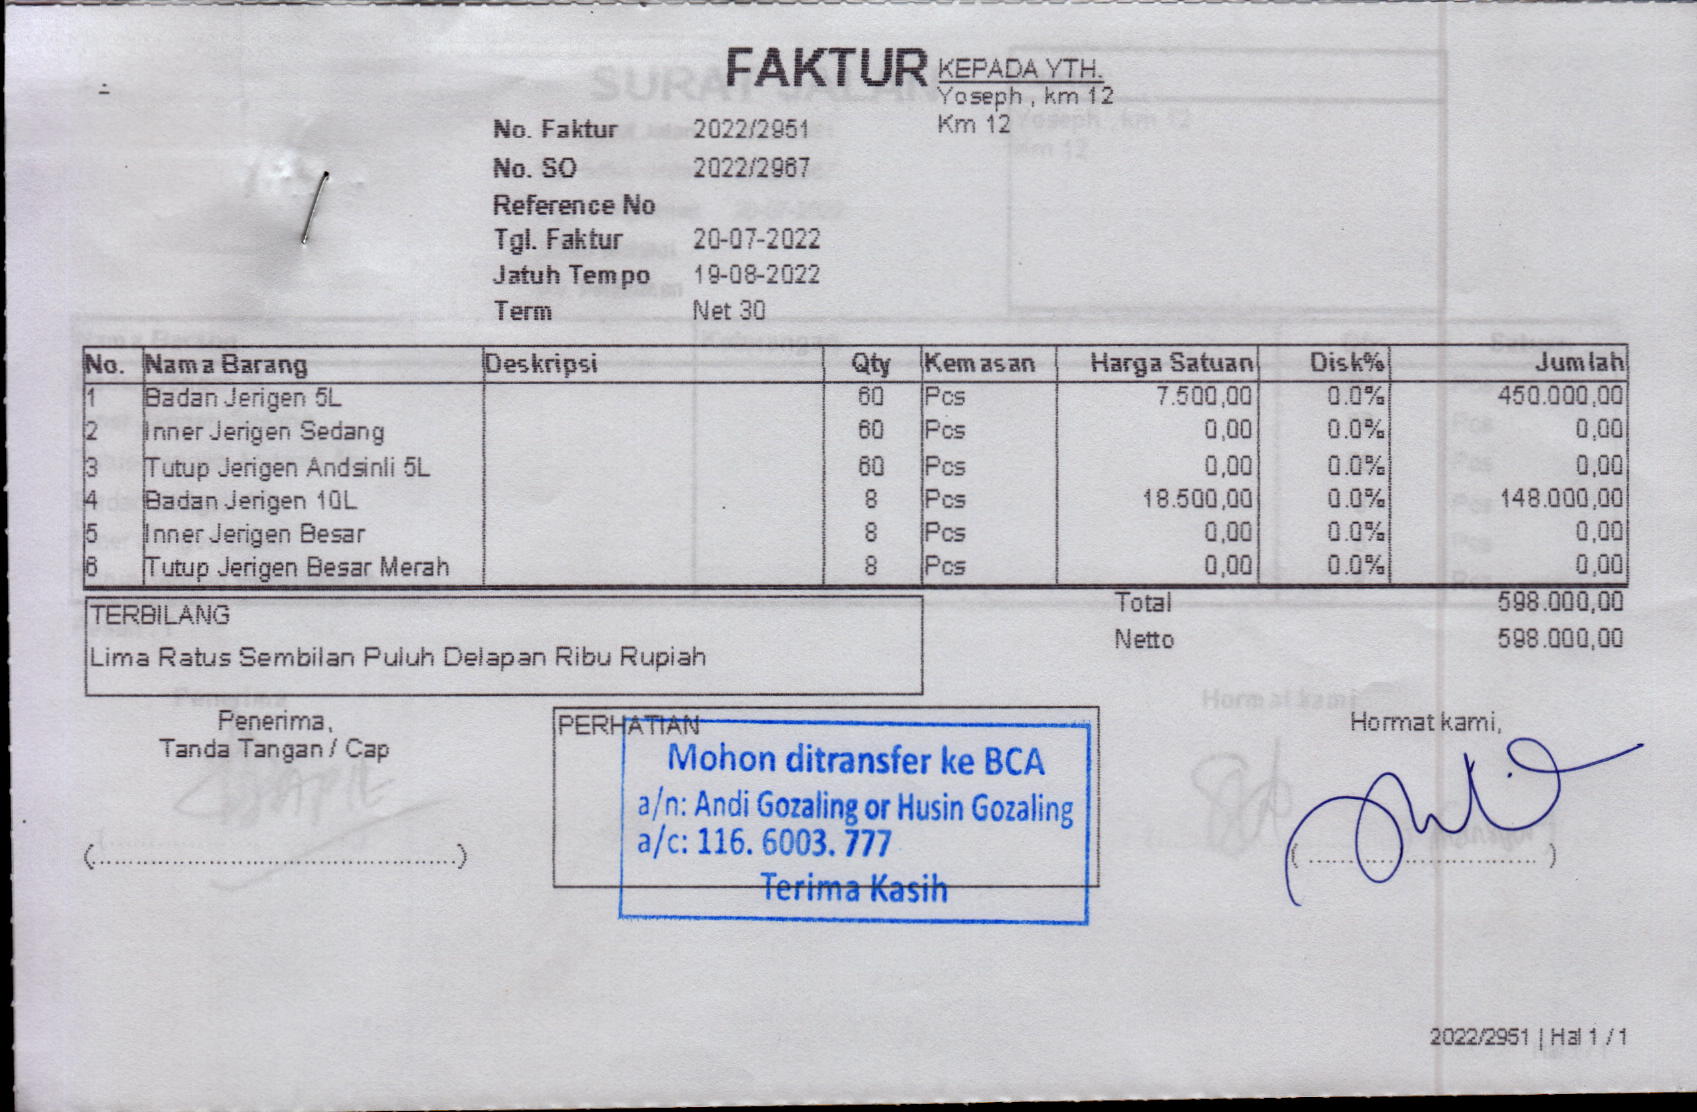 FAKTUR
KEPADA YTH.
Yoseph , km 12
Km 12
No. Faktur 2022/2951
No. SO 2022/2967
Reference No
Tgl. Faktur 20-07-2022
Jatuh Tempo 19-08-2022
Term Net 30
No. Nama Barang Deskripsi Qty Kemasan Harga Satuan Disk% Jumlah
1 Badan Jerigen 5L 60 Pcs 7.500,00 0.0% 450.000,00
2 Inner Jerigen Sedang 60 Pcs 0,00 0.0% 0,00
3 Tutup Jerigen Andsinli 5L 60 Pcs 0,00 0.0% 0,00
4 Badan Jerigen 10L 8 Pcs 18.500,00 0.0% 148.000,00
5 Inner Jerigen Besar 8 Pcs 0,00 0.0% 0,00
6 Tutup Jerigen Besar Merah 8 Pcs 0,00 0.0% 0,00
Total 598.000,00
Netto 598.000,00
TERBILANG
Lima Ratus Sembilan Puluh Delapan Ribu Rupiah
Penerima,
Tanda Tangan / Cap
(............................................)
PERHATIAN
Mohon ditransfer ke BCA
a/n: Andi Gozaling or Husin Gozaling
a/c: 116. 6003. 777
Terima Kasih
Hormat kami,
( ............................ )
2022/2951 | Hal 1 / 1